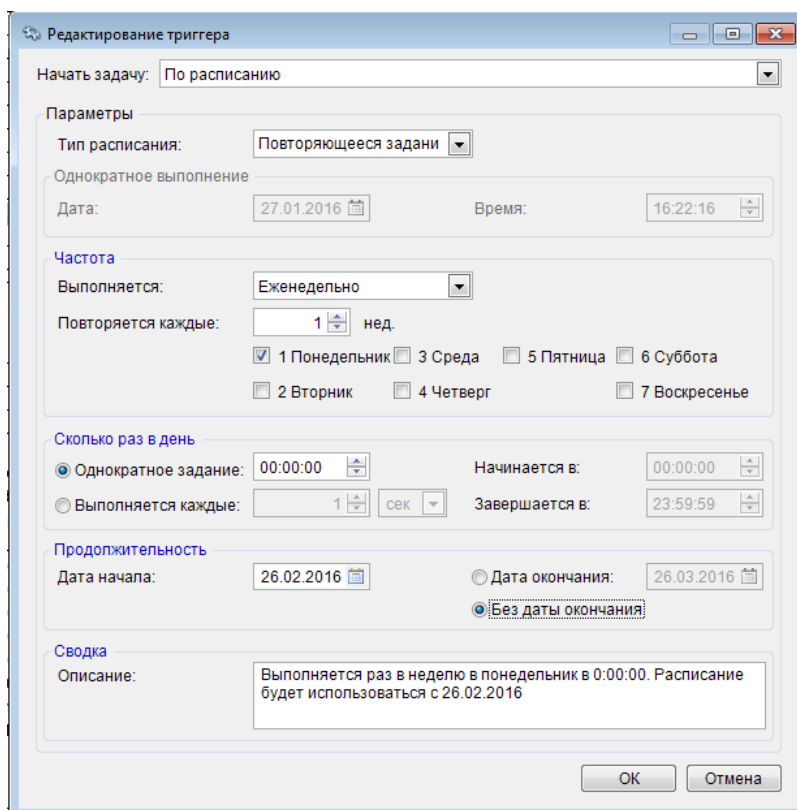 Редактирование триггера
Начать задачу: По расписанию
Параметры
Тип расписания: Повторяющееся задани
Однократное выполнение
Дата: 27.01.2016 Время: 16:22:16
Частота
Выполняется: Еженедельно
Повторяется каждые: 1 нед.
1 Понедельник 3 Среда 5 Пятница 6 Суббота
2 Вторник 4 Четверг 7 Воскресенье
Сколько раз в день
Однократное задание: 00:00:00 Начинается в: 00:00:00
Выполняется каждые: 1 сек Завершается в: 23:59:59
Продолжительность
Дата начала: 26.02.2016 Дата окончания: 26.03.2016
Без даты окончания
Сводка
Описание: Выполняется раз в неделю в понедельник в 0:00:00. Расписание
будет использоваться с 26.02.2016
ОК Отмена